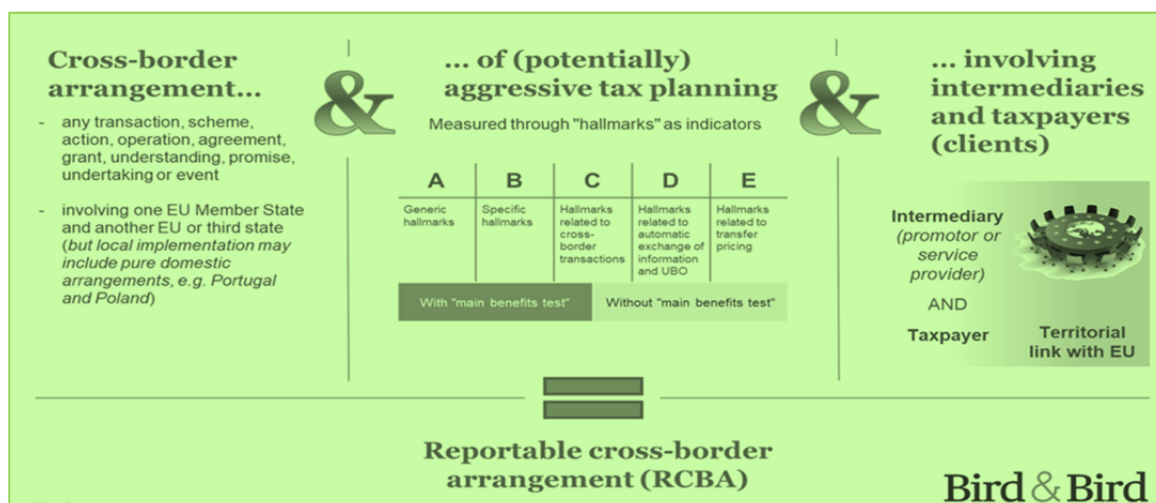 Cross-border
arrangement...
- any transaction, scheme,
action, operation, agreement,
grant, understanding, promise,
undertaking or event
- involving one EU Member State
and another EU or third state
(but local implementation may
include pure domestic
arrangements, e.g. Portugal
and Poland)
&
... of (potentially)
aggressive tax planning
Measured through "hallmarks" as indicators
A B C D E
Generic
hallmarks
Specific
hallmarks
Hallmarks
related to
cross-
border
transactions
Hallmarks
related to
automatic
exchange of
information
and UBO
Hallmarks
related to
transfer
pricing
With "main benefits test" Without "main benefits test"
&
... involving
intermediaries
and taxpayers
(clients)
Intermediary
(promotor or
service
provider)
AND
Taxpayer
Territorial
link with EU
=
Reportable cross-border
arrangement (RCBA)
Bird & Bird